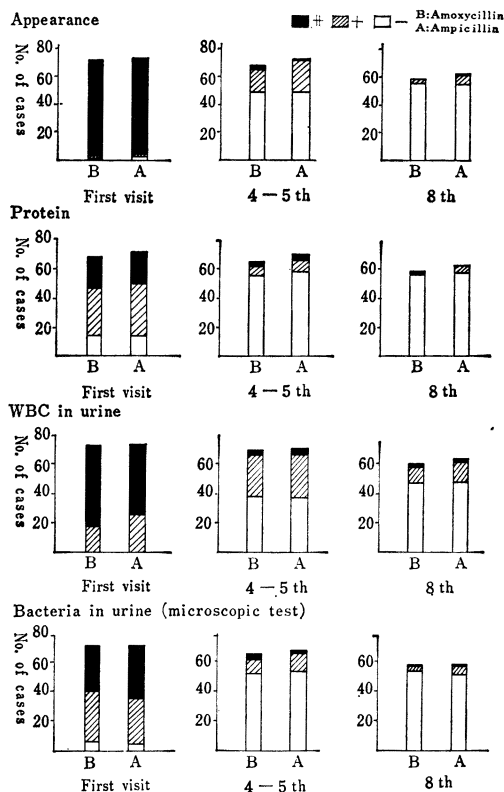 Appearance
⧺ + − B:Amoxycillin
A:Ampicillin
No. of cases
80
60
40
20
B A
First visit
60
40
20
B A
4 — 5 th
60
40
20
B A
8 th
Protein
No. of cases
80
60
40
20
B A
First visit
60
40
20
B A
4 — 5 th
60
40
20
B A
8 th
WBC in urine
No. of cases
80
60
40
20
B A
First visit
60
40
20
B A
4 — 5 th
60
40
20
B A
8 th
Bacteria in urine (microscopic test)
No. of cases
80
60
40
20
B A
First visit
60
40
20
B A
4 — 5 th
60
40
20
B A
8 th